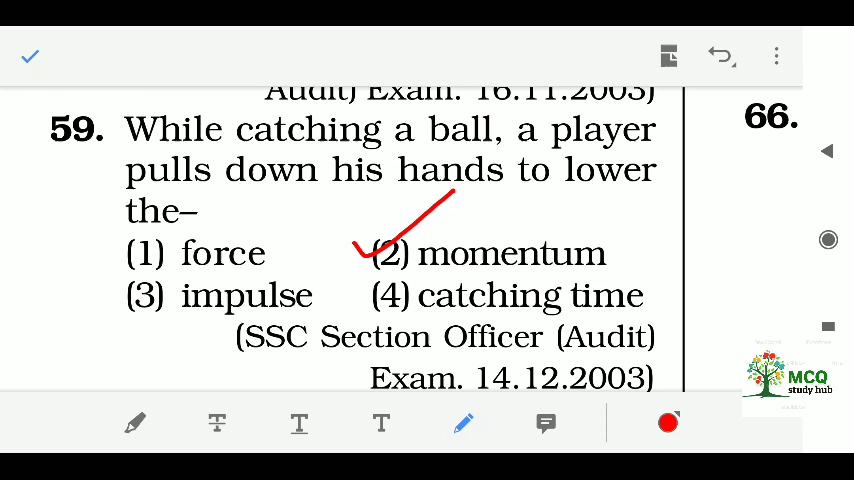 Audit) Exam. 16.11.2003)
59. While catching a ball, a player
pulls down his hands to lower
the–
(1) force (2) momentum
(3) impulse (4) catching time
(SSC Section Officer (Audit)
Exam. 14.12.2003)
66.
MCQ
study hub